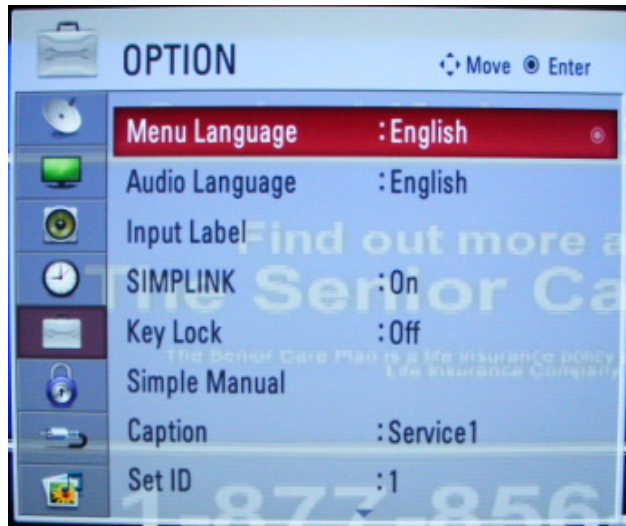 OPTION
Move Enter
Menu Language : English
Audio Language : English
Input Label
SIMPLINK : On
Key Lock : Off
Simple Manual
Caption : Service1
Set ID : 1
Find out more a
The Senior Ca
The Senior Care Plan is a life insurance policy
Life Insurance Company
1-877-856-